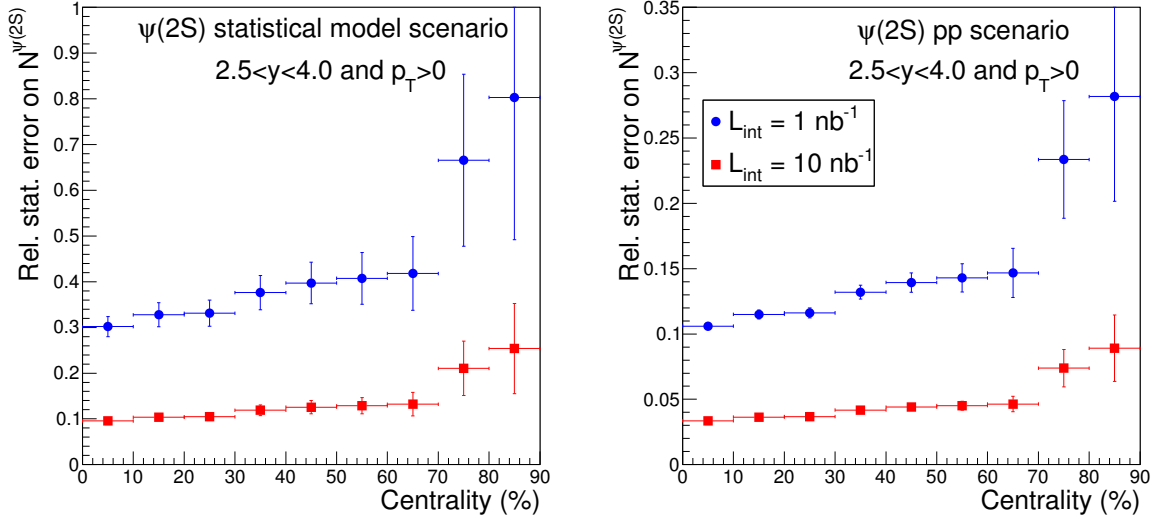 ψ(2S) statistical model scenario
2.5<y<4.0 and p_T>0
Rel. stat. error on N^ψ(2S)
1
0.9
0.8
0.7
0.6
0.5
0.4
0.3
0.2
0.1
0
0 10 20 30 40 50 60 70 80 90
Centrality (%)
ψ(2S) pp scenario
2.5<y<4.0 and p_T>0
L_int = 1 nb^-1
L_int = 10 nb^-1
Rel. stat. error on N^ψ(2S)
0.35
0.3
0.25
0.2
0.15
0.1
0.05
0
0 10 20 30 40 50 60 70 80 90
Centrality (%)